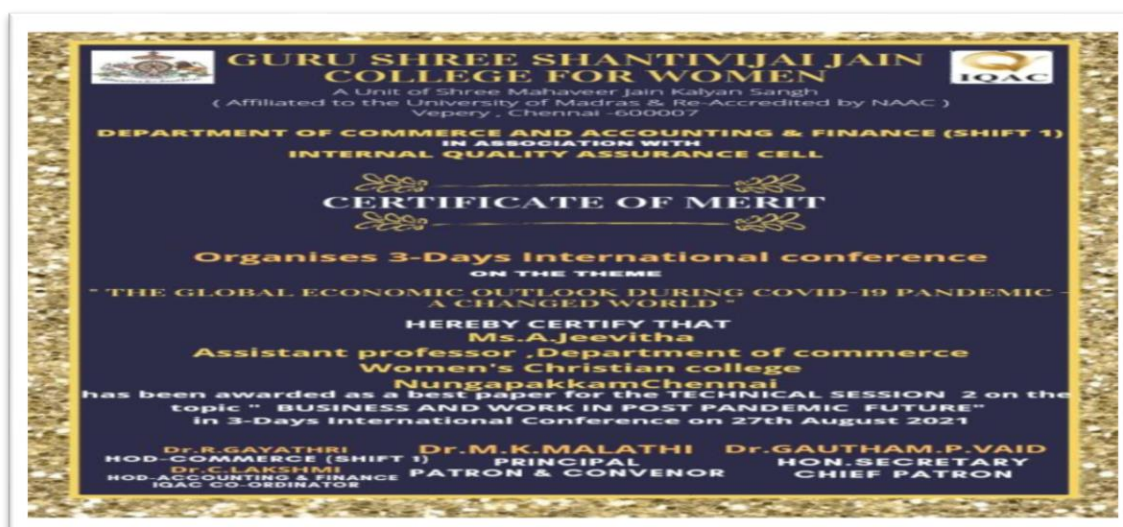 GURU SHREE SHANTIVIJAI JAIN
COLLEGE FOR WOMEN
A Unit of Shree Mahaveer Jain Kalyan Sangh
( Affiliated to the University of Madras & Re-Accredited by NAAC )
Vepery , Chennai -600007
IQAC
DEPARTMENT OF COMMERCE AND ACCOUNTING & FINANCE (SHIFT 1)
IN ASSOCIATION WITH
INTERNAL QUALITY ASSURANCE CELL
CERTIFICATE OF MERIT
Organises 3-Days International conference
ON THE THEME
" THE GLOBAL ECONOMIC OUTLOOK DURING COVID-19 PANDEMIC -
A CHANGED WORLD "
HEREBY CERTIFY THAT
Ms.A.Jeevitha
Assistant professor ,Department of commerce
Women's Christian college
NungapakkamChennai
has been awarded as a best paper for the TECHNICAL SESSION 2 on the
topic " BUSINESS AND WORK IN POST PANDEMIC FUTURE"
in 3-Days International Conference on 27th August 2021
Dr.R.GAYATHRI
HOD-COMMERCE (SHIFT 1)
Dr.C.LAKSHMI
HOD-ACCOUNTING & FINANCE
IQAC CO-ORDINATOR
Dr.M.K.MALATHI
PRINCIPAL
PATRON & CONVENOR
Dr.GAUTHAM.P.VAID
HON.SECRETARY
CHIEF PATRON